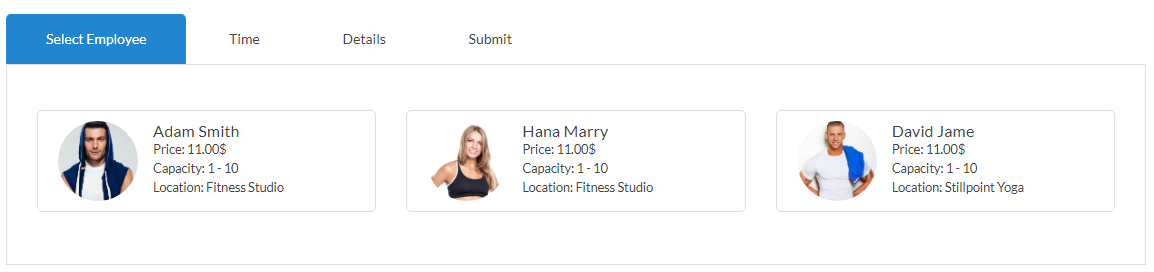 Select Employee
Time
Details
Submit
Adam Smith
Price: 11.00$
Capacity: 1 - 10
Location: Fitness Studio
Hana Marry
Price: 11.00$
Capacity: 1 - 10
Location: Fitness Studio
David Jame
Price: 11.00$
Capacity: 1 - 10
Location: Stillpoint Yoga